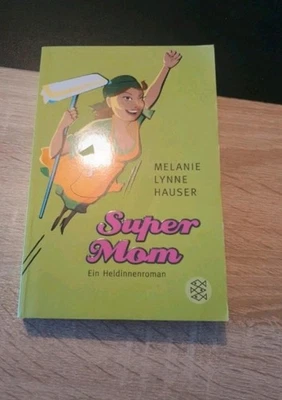 MELANIE
LYNNE
HAUSER
Super
Mom
Ein Heldinnenroman